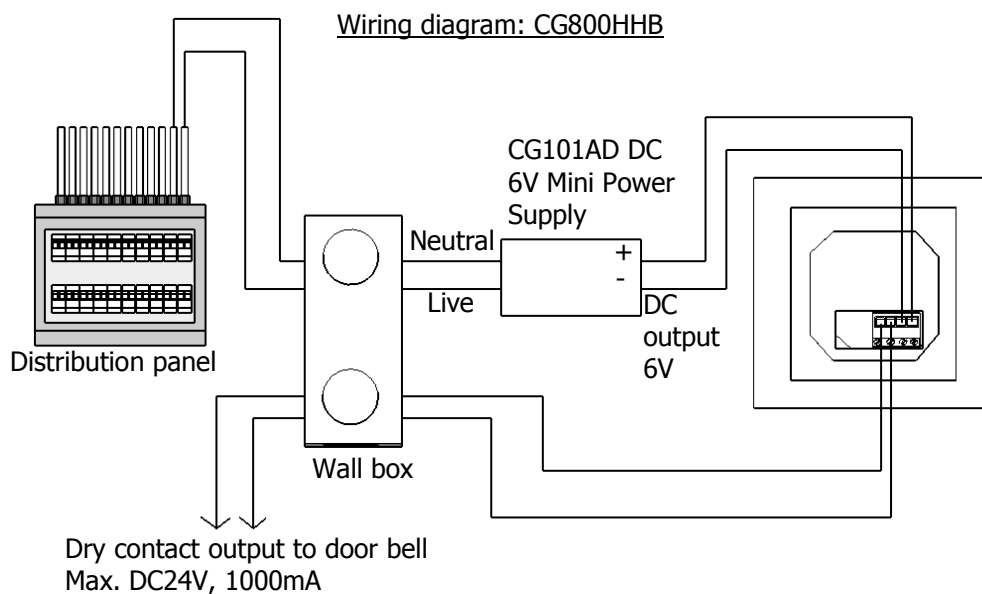 Wiring diagram: CG800HHB
CG101AD DC
6V Mini Power
Supply
Neutral
+
-
Live
DC
output
6V
Distribution panel
Wall box
Dry contact output to door bell
Max. DC24V, 1000mA